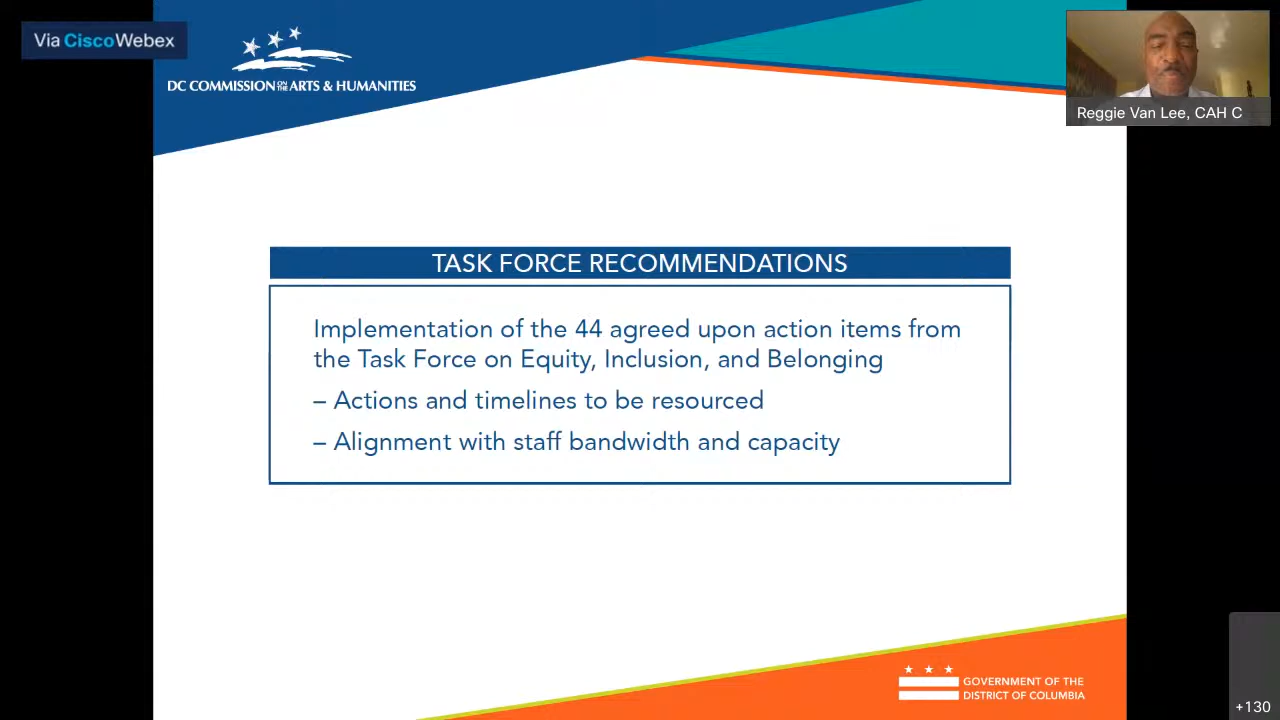 Via CiscoWebex
DC COMMISSION ON THE ARTS & HUMANITIES
Reggie Van Lee, CAH C
TASK FORCE RECOMMENDATIONS
Implementation of the 44 agreed upon action items from
the Task Force on Equity, Inclusion, and Belonging
– Actions and timelines to be resourced
– Alignment with staff bandwidth and capacity
GOVERNMENT OF THE
DISTRICT OF COLUMBIA
+130